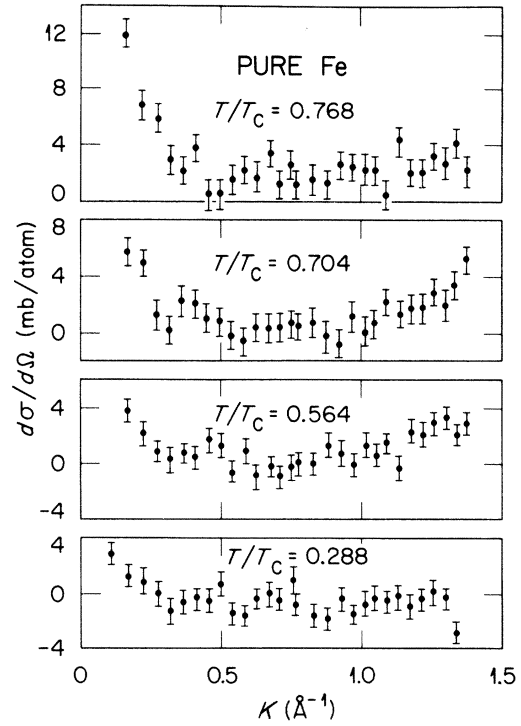 12
8
4
0
PURE Fe
T/T_C = 0.768
8
4
0
T/T_C = 0.704
dσ/dΩ (mb/atom)
4
0
-4
T/T_C = 0.564
4
0
-4
T/T_C = 0.288
0 0.5 1.0 1.5
K (Å⁻¹)